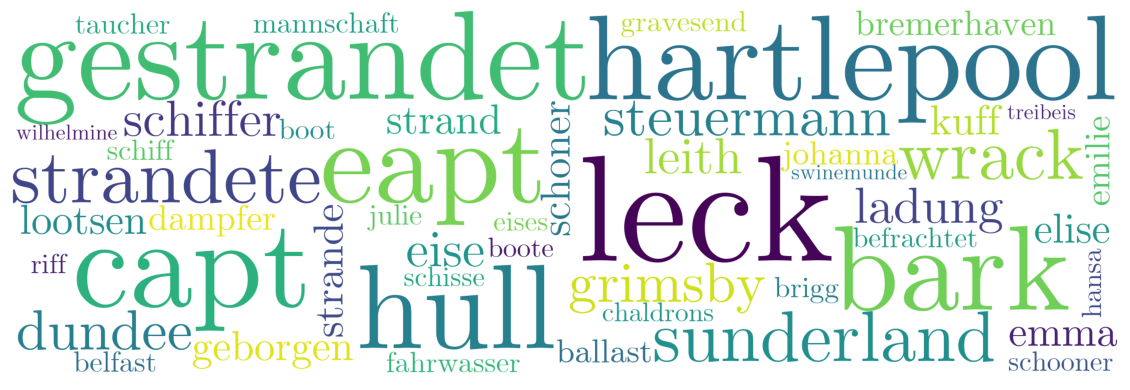 taucher mannschaft gravesend bremerhaven
gestrandet hartlepool
wilhelmine schiffer boot strand schoner steuermann kuff treibeis
schiff eapt leith johanna wrack emilie
strandete leck swinemunde
lootsen dampfer strande julie eises ladung
riff capt eise boote befrachtet elise
hull schisse grimsby brigg bark hansa
chaldrons
dundee geborgen ballast sunderland emma
belfast fahrwasser schooner